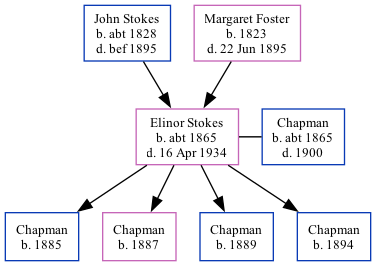 John Stokes
b. abt 1828
d. bef 1895
Margaret Foster
b. 1823
d. 22 Jun 1895
Elinor Stokes
b. abt 1865
d. 16 Apr 1934
Chapman
b. abt 1865
d. 1900
Chapman
b. 1885
Chapman
b. 1887
Chapman
b. 1889
Chapman
b. 1894